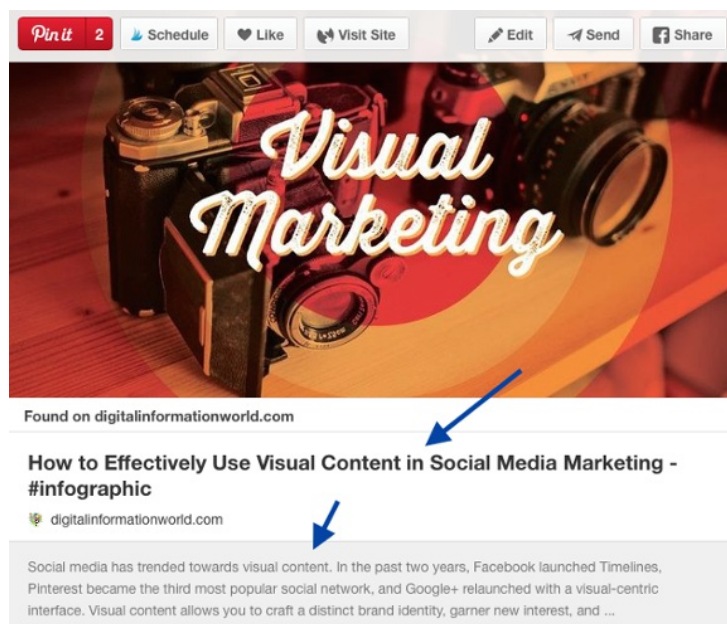 Pin it 2 Schedule Like Visit Site Edit Send Share
Visual
Marketing
Found on digitalinformationworld.com
How to Effectively Use Visual Content in Social Media Marketing -
#infographic
digitalinformationworld.com
Social media has trended towards visual content. In the past two years, Facebook launched Timelines,
Pinterest became the third most popular social network, and Google+ relaunched with a visual-centric
interface. Visual content allows you to craft a distinct brand identity, garner new interest, and ...